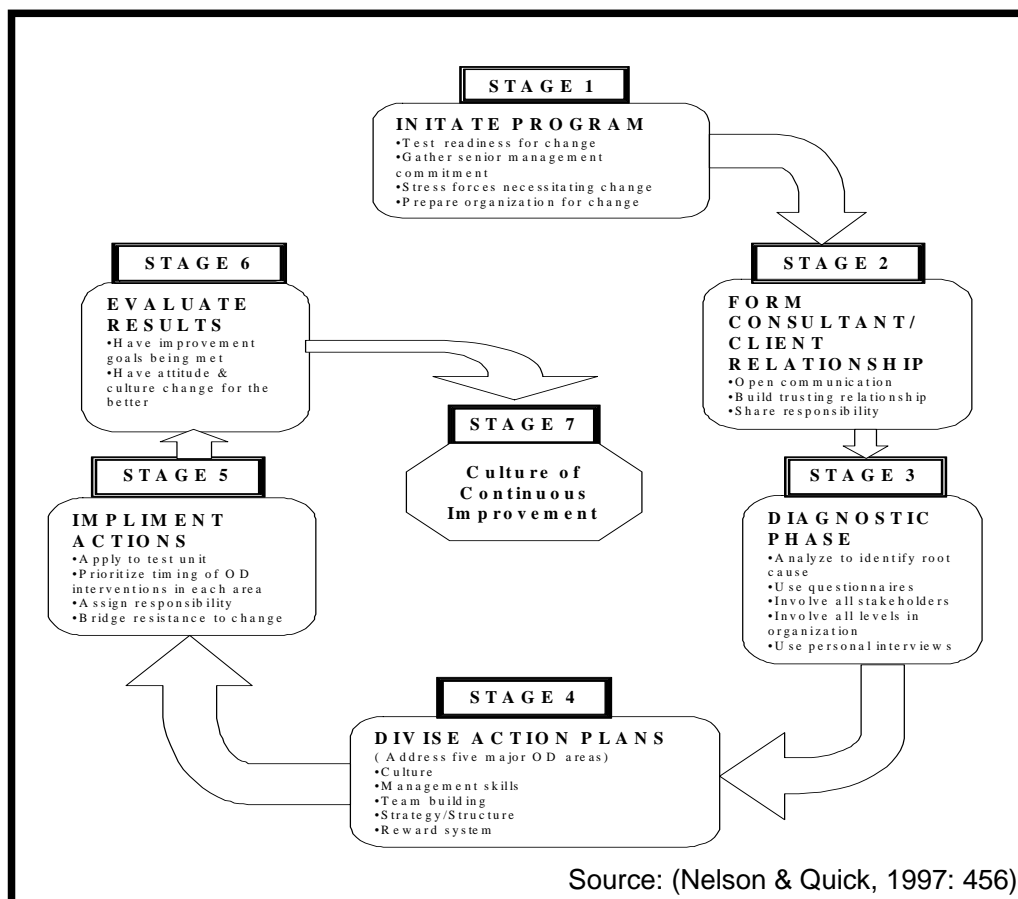 STAGE 1
INITATE PROGRAM
•Test readiness for change
•Gather senior management
commitment
•Stress forces necessitating change
•Prepare organization for change
STAGE 2
FORM
CONSULTANT/
CLIENT
RELATIONSHIP
•Open communication
•Build trusting relationship
•Share responsibility
STAGE 3
DIAGNOSTIC
PHASE
•Analyze to identify root
cause
•Use questionnaires
•Involve all stakeholders
•Involve all levels in
organization
•Use personal interviews
STAGE 4
DIVISE ACTION PLANS
( Address five major OD areas)
•Culture
•Management skills
•Team building
•Strategy/Structure
•Reward system
STAGE 5
IMPLIMENT
ACTIONS
•Apply to test unit
•Prioritize timing of OD
interventions in each area
•Assign responsibility
•Bridge resistance to change
STAGE 6
EVALUATE
RESULTS
•Have improvement
goals being met
•Have attitude &
culture change for the
better
STAGE 7
Culture of
Continuous
Improvement
Source: (Nelson & Quick, 1997: 456)